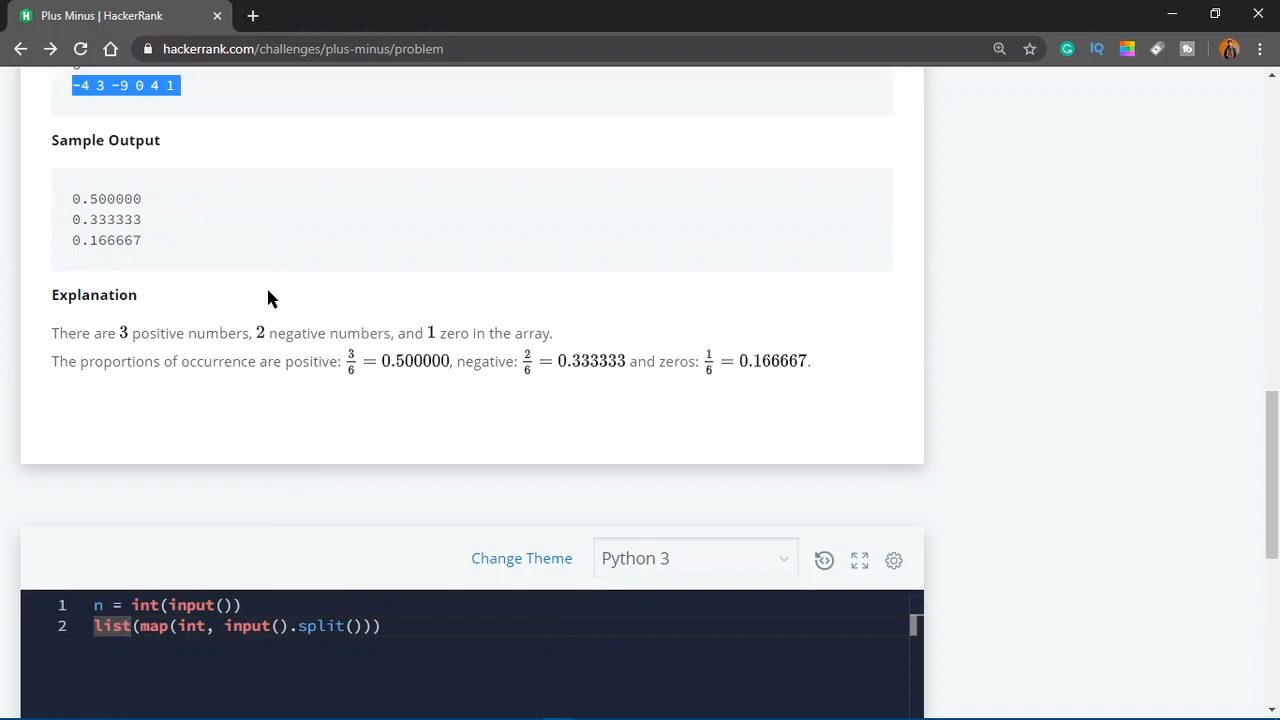 Plus Minus | HackerRank
hackerrank.com/challenges/plus-minus/problem
IQ
-4 3 -9 0 4 1
Sample Output
0.500000
0.333333
0.166667
Explanation
There are 3 positive numbers, 2 negative numbers, and 1 zero in the array.
The proportions of occurrence are positive: 3/6 = 0.500000, negative: 2/6 = 0.333333 and zeros: 1/6 = 0.166667.
Change Theme
Python 3
1 n = int(input())
2 list(map(int, input().split()))